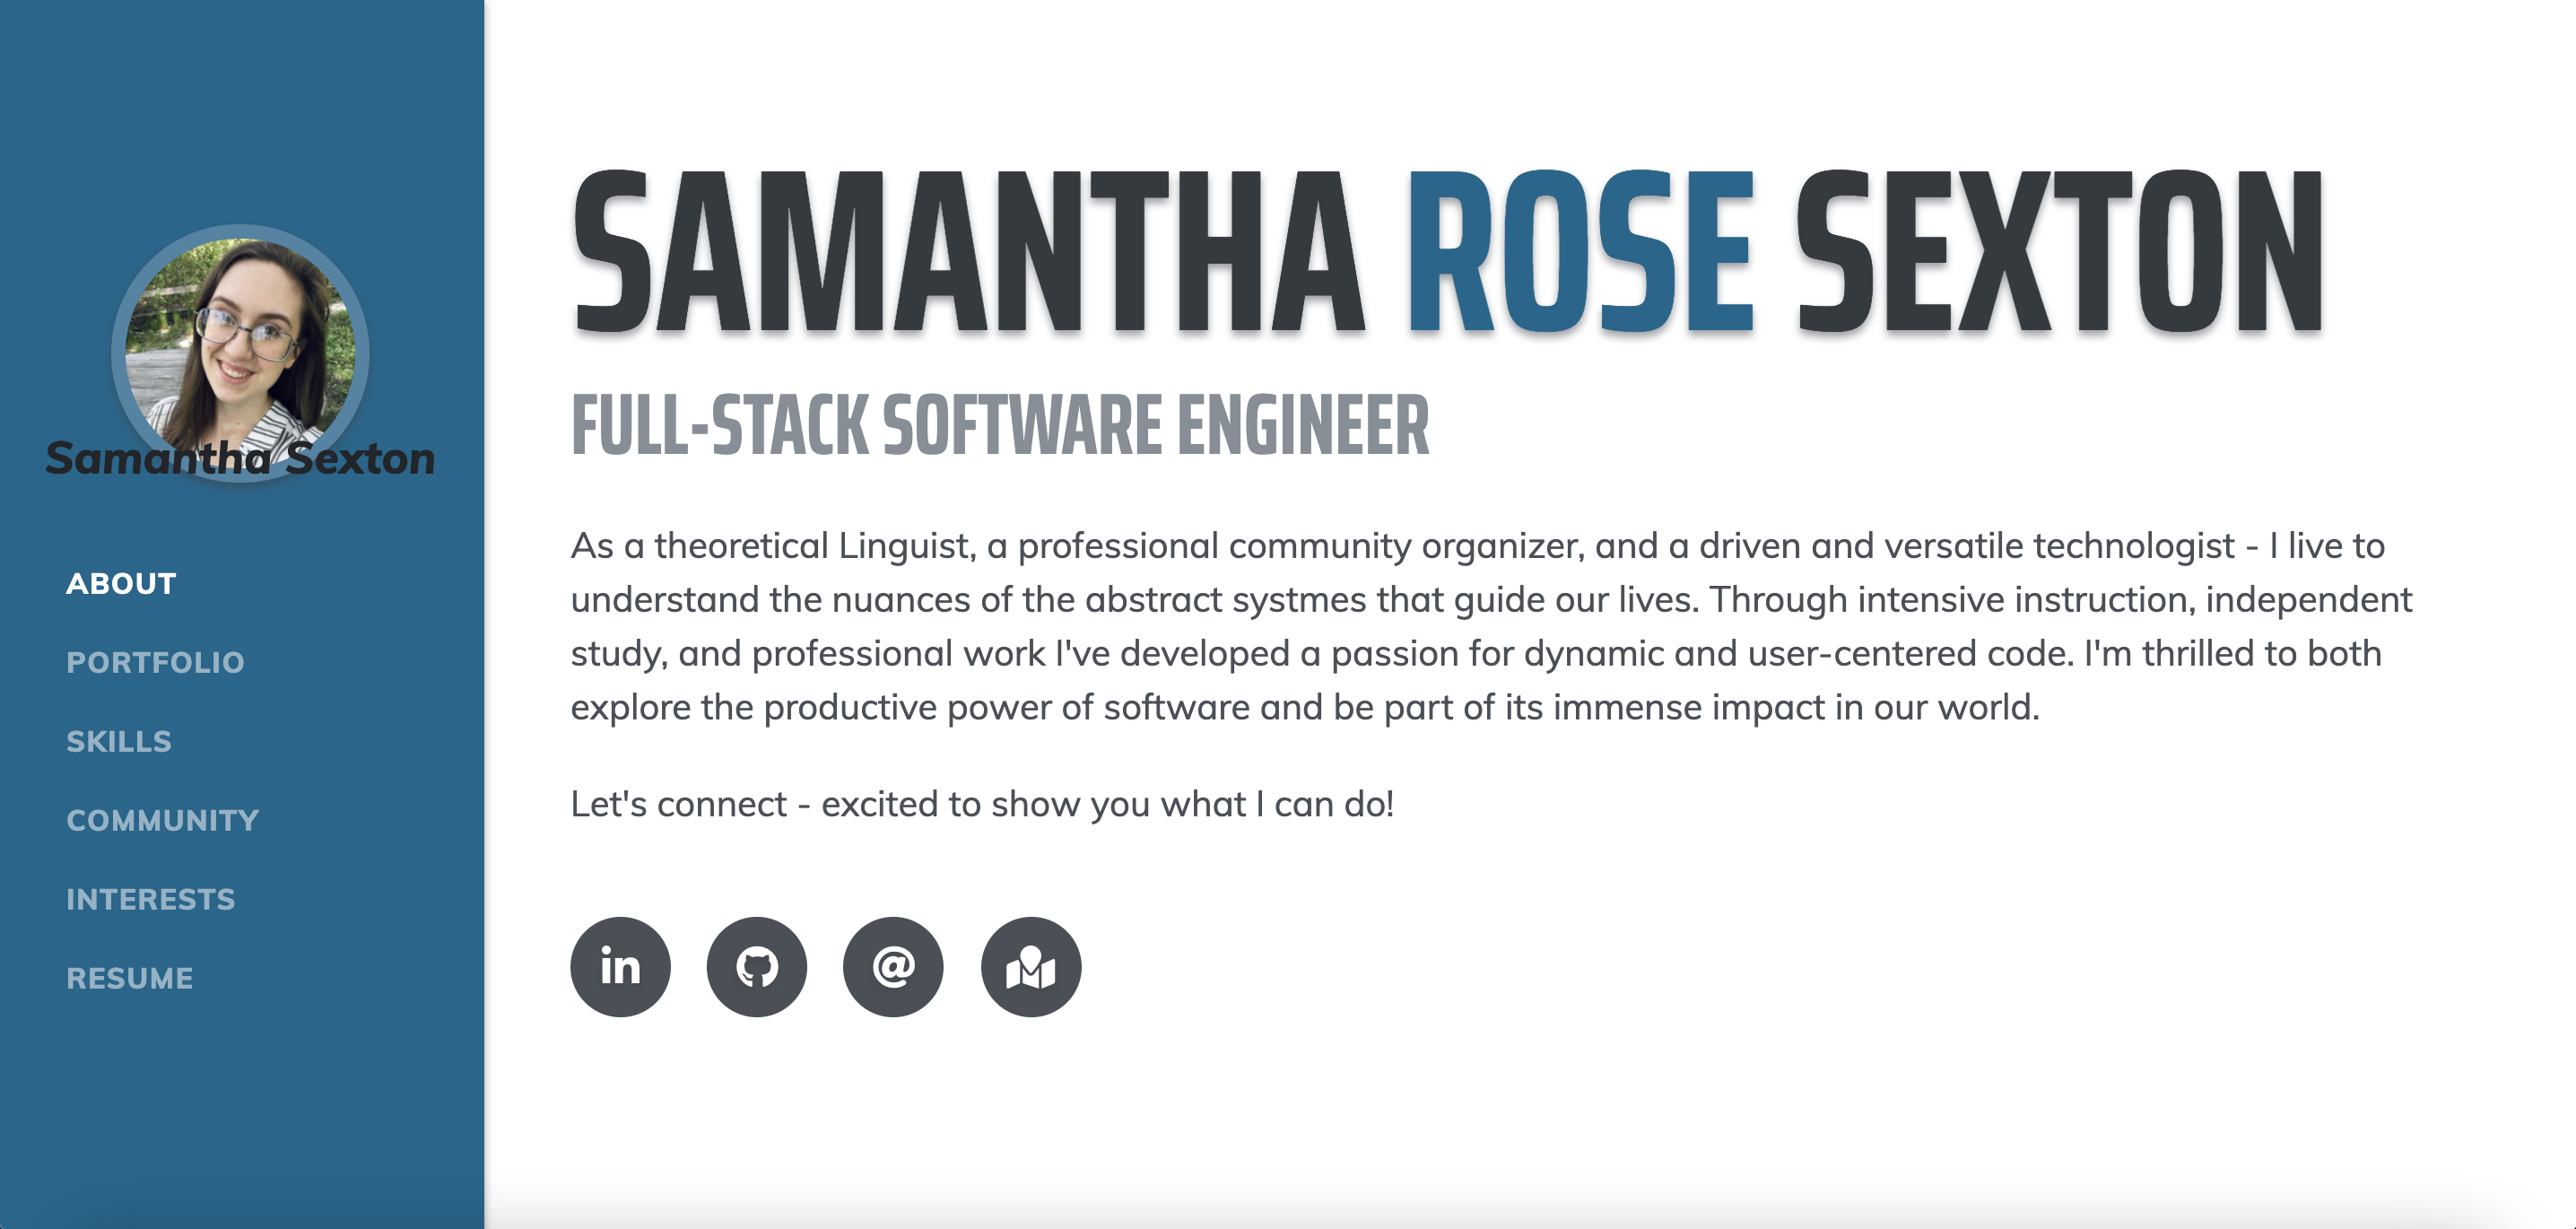 Samantha Sexton
ABOUT
PORTFOLIO
SKILLS
COMMUNITY
INTERESTS
RESUME
SAMANTHA ROSE SEXTON
FULL-STACK SOFTWARE ENGINEER
As a theoretical Linguist, a professional community organizer, and a driven and versatile technologist - I live to
understand the nuances of the abstract systmes that guide our lives. Through intensive instruction, independent
study, and professional work I've developed a passion for dynamic and user-centered code. I'm thrilled to both
explore the productive power of software and be part of its immense impact in our world.
Let's connect - excited to show you what I can do!
in @